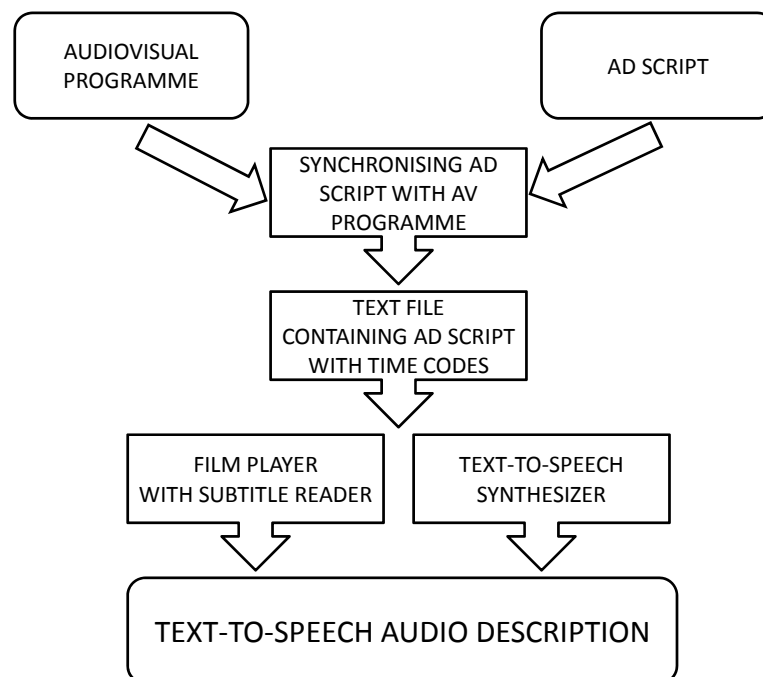 AUDIOVISUAL
PROGRAMME
AD SCRIPT
SYNCHRONISING AD
SCRIPT WITH AV
PROGRAMME
TEXT FILE
CONTAINING AD SCRIPT
WITH TIME CODES
FILM PLAYER
WITH SUBTITLE READER
TEXT-TO-SPEECH
SYNTHESIZER
TEXT-TO-SPEECH AUDIO DESCRIPTION